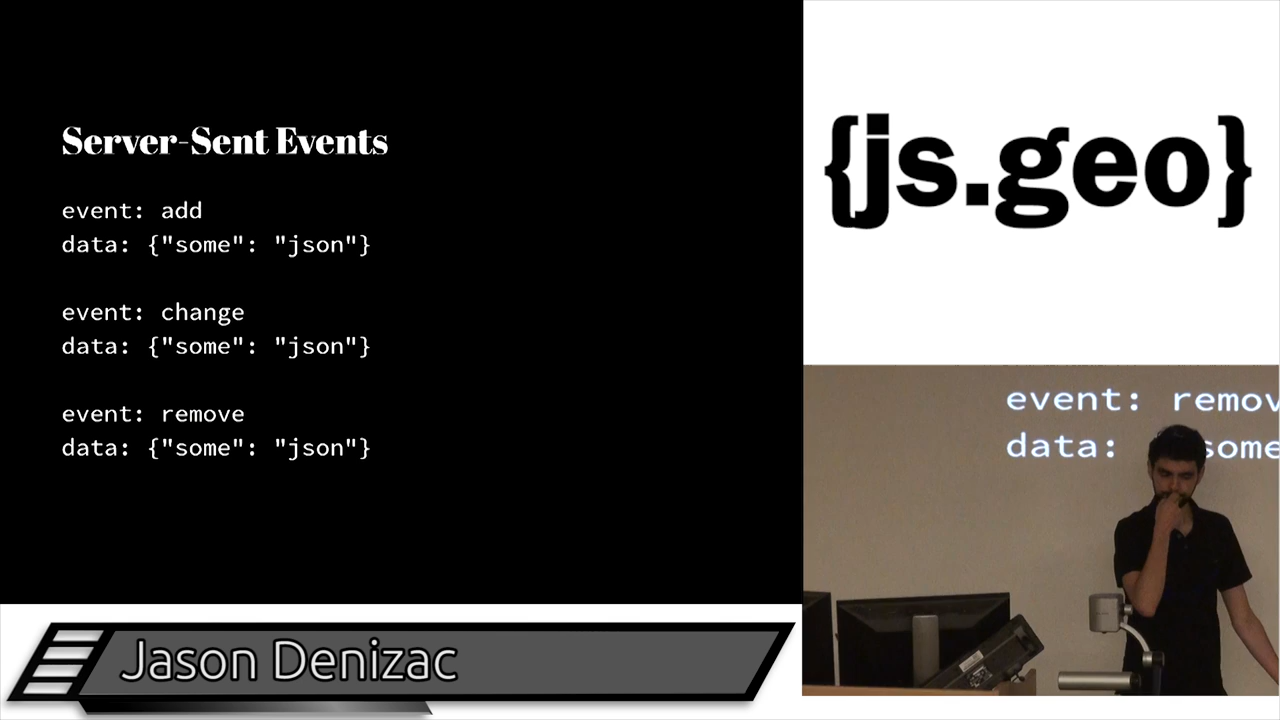 Server-Sent Events
event: add
data: {"some": "json"}
event: change
data: {"some": "json"}
event: remove
data: {"some": "json"}
{js.geo}
event: remov
data: some
Jason Denizac